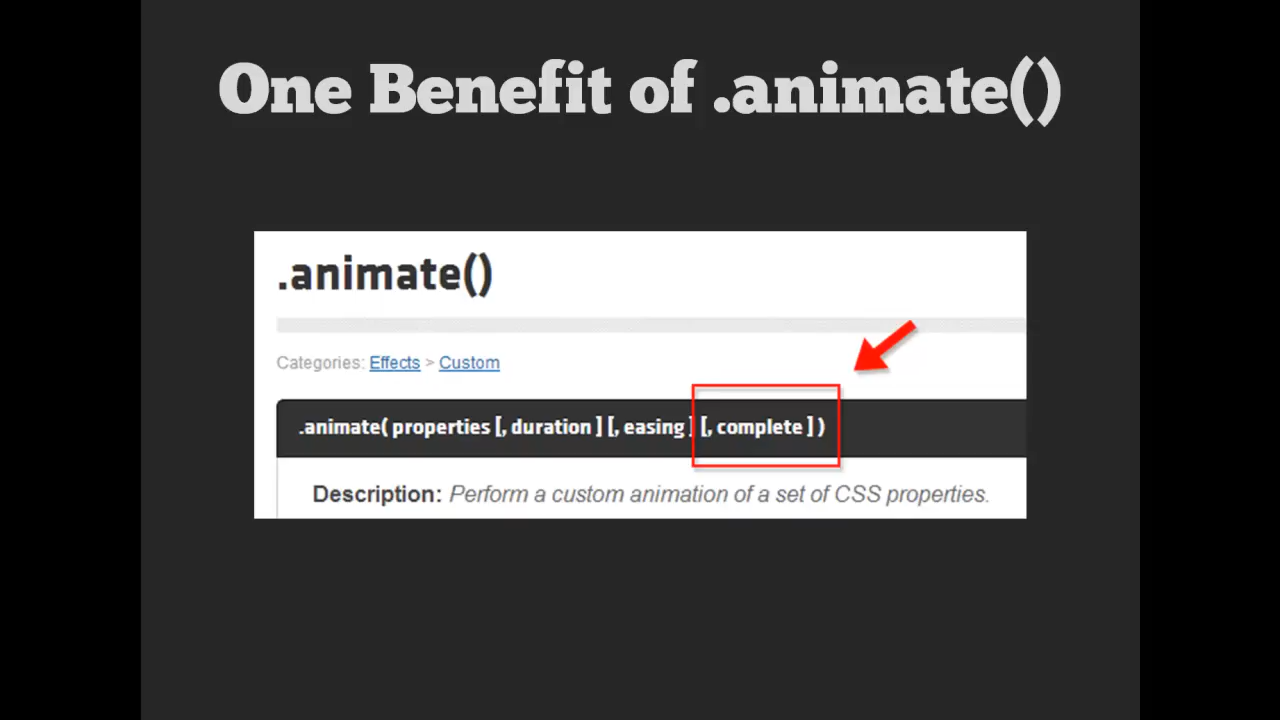 One Benefit of .animate()
.animate()
Categories: Effects > Custom
.animate( properties [, duration ] [, easing ] [, complete ] )
Description: Perform a custom animation of a set of CSS properties.